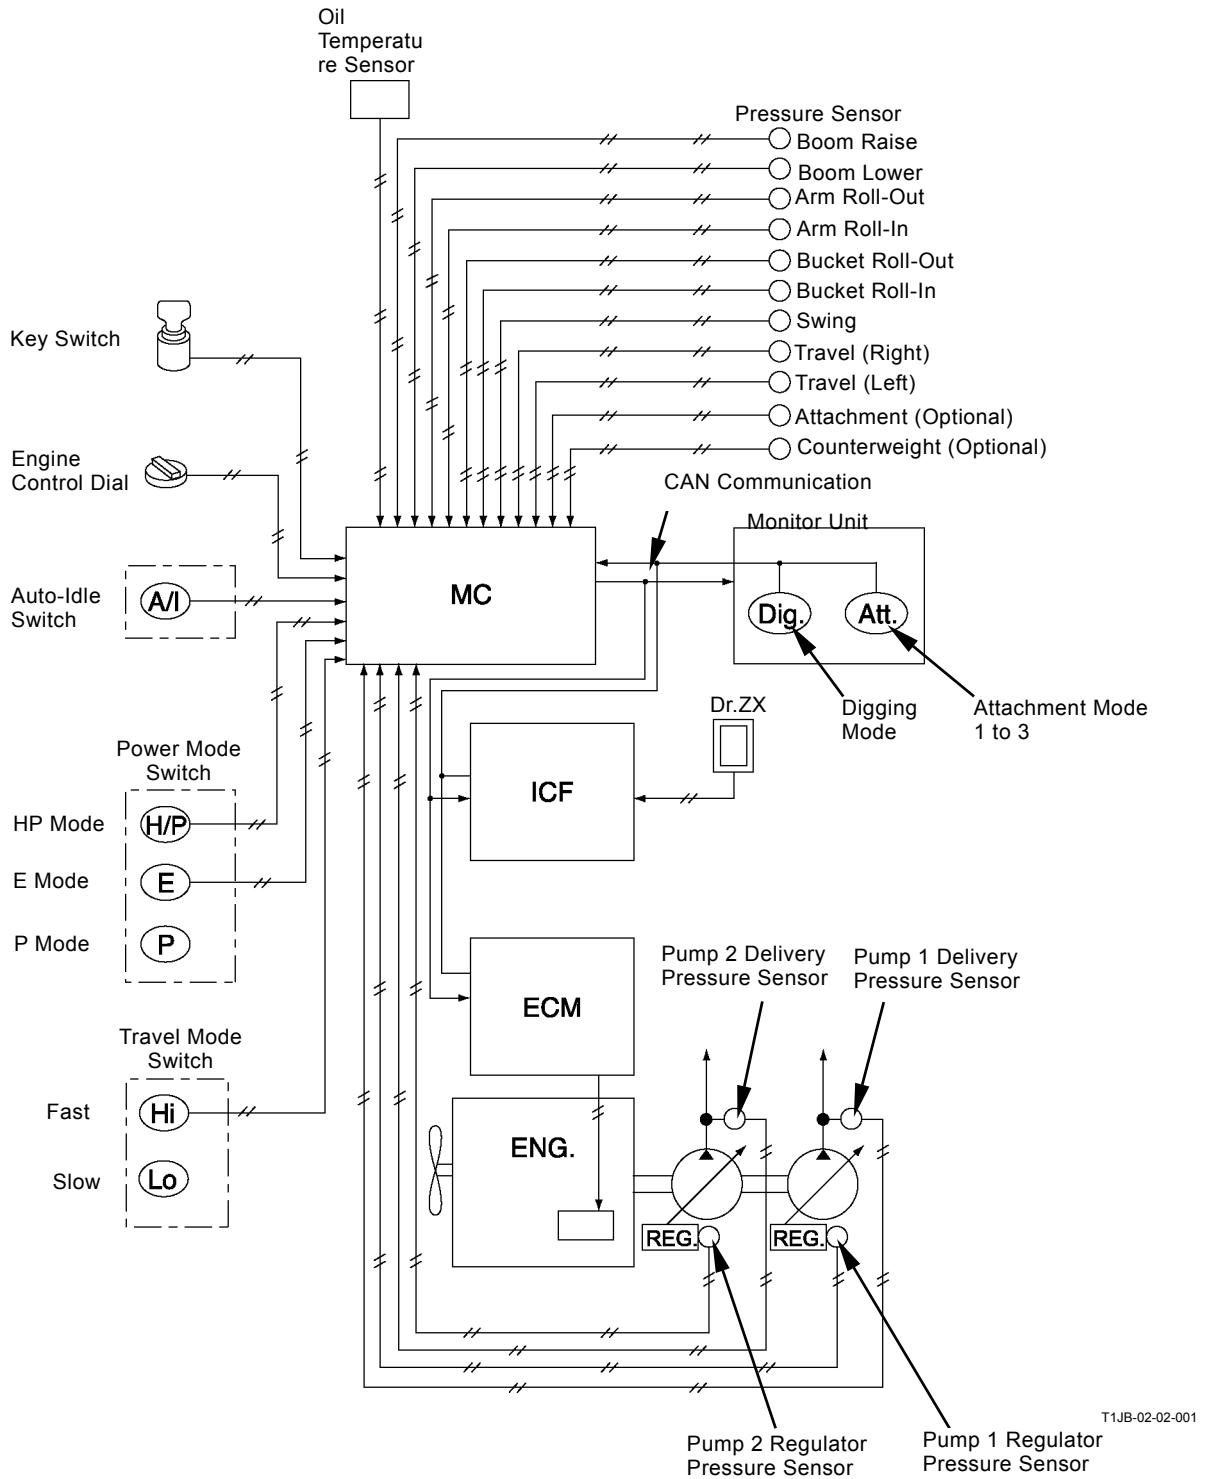 Oil
Temperatu
re Sensor
Pressure Sensor
Boom Raise
Boom Lower
Arm Roll-Out
Arm Roll-In
Bucket Roll-Out
Bucket Roll-In
Swing
Travel (Right)
Travel (Left)
Attachment (Optional)
Counterweight (Optional)
Key Switch
Engine
Control Dial
CAN Communication
Monitor Unit
Auto-Idle
Switch
A/I
MC
Dig.
Att.
Digging
Mode
Attachment Mode
1 to 3
Dr.ZX
Power Mode
Switch
ICF
HP Mode
H/P
E Mode
E
P Mode
P
ECM
Pump 2 Delivery
Pressure Sensor
Pump 1 Delivery
Pressure Sensor
Travel Mode
Switch
Fast
Hi
Slow
Lo
ENG.
REG.
REG.
T1JB-02-02-001
Pump 2 Regulator
Pressure Sensor
Pump 1 Regulator
Pressure Sensor